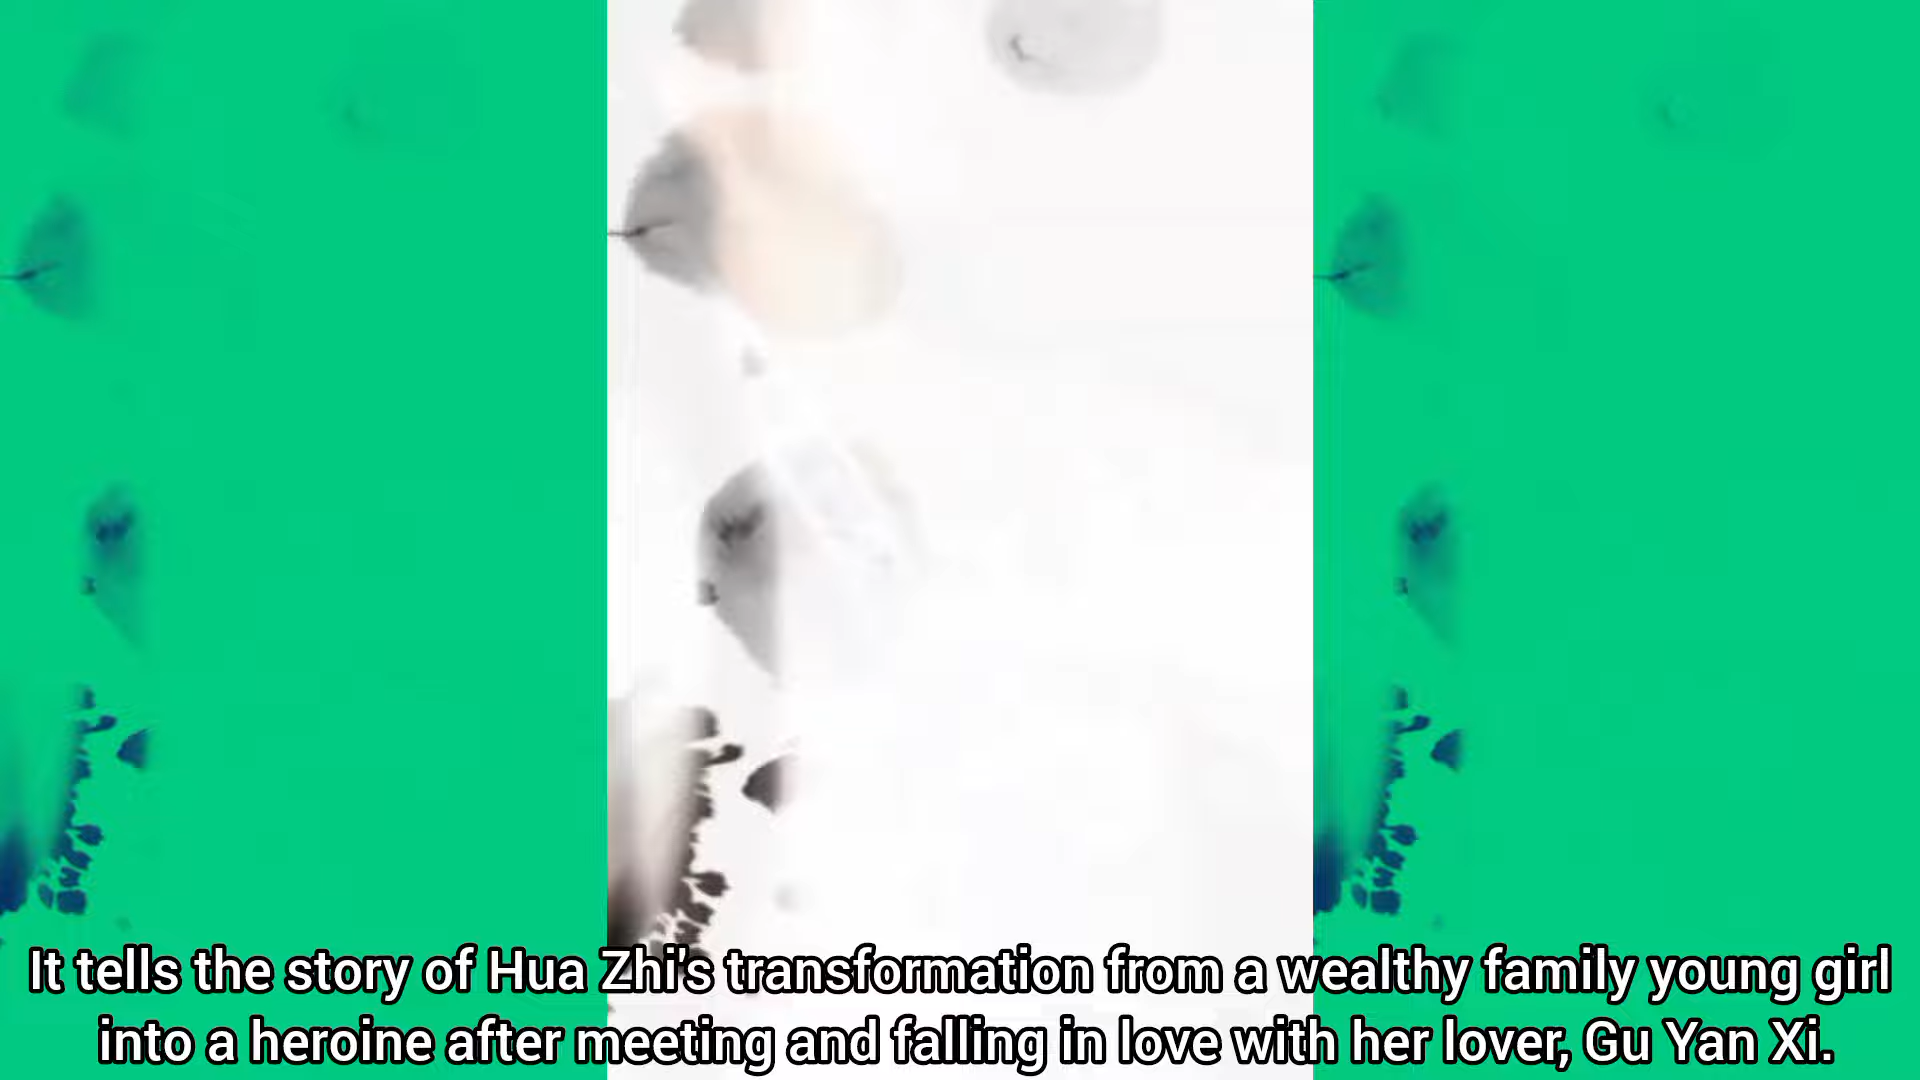 It tells the story of Hua Zhi's transformation from a wealthy family young girl
into a heroine after meeting and falling in love with her lover, Gu Yan Xi.